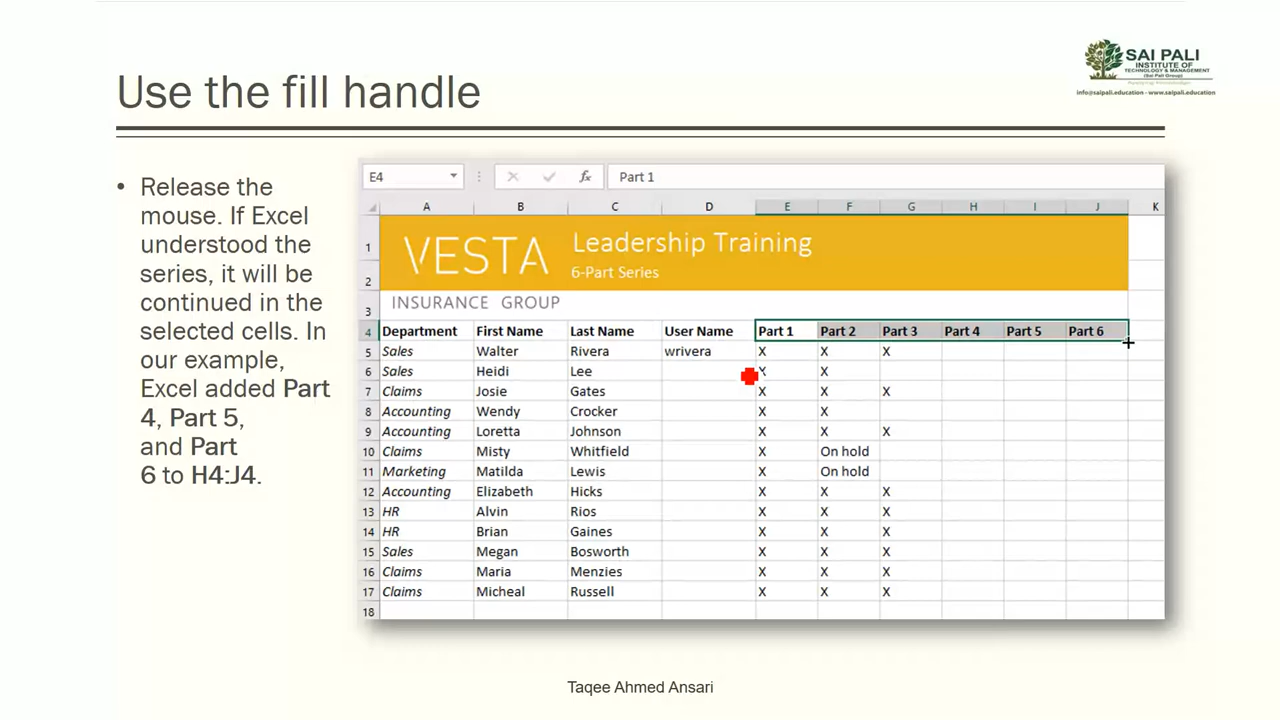 Use the fill handle
SAI PALI
INSTITUTE OF
TECHNOLOGY & MANAGEMENT
(Sai Pali Group)
info@saipali.education - www.saipali.education
• Release the
mouse. If Excel
understood the
series, it will be
continued in the
selected cells. In
our example,
Excel added Part
4, Part 5,
and Part
6 to H4:J4.
E4 fx Part 1
A B C D E F G H I J K
1 VESTA Leadership Training
2 6-Part Series
3 INSURANCE GROUP
4 Department First Name Last Name User Name Part 1 Part 2 Part 3 Part 4 Part 5 Part 6
5 Sales Walter Rivera wrivera X X X
6 Sales Heidi Lee X X
7 Claims Josie Gates X X X
8 Accounting Wendy Crocker X X
9 Accounting Loretta Johnson X X X
10 Claims Misty Whitfield X On hold
11 Marketing Matilda Lewis X On hold
12 Accounting Elizabeth Hicks X X X
13 HR Alvin Rios X X X
14 HR Brian Gaines X X X
15 Sales Megan Bosworth X X X
16 Claims Maria Menzies X X X
17 Claims Micheal Russell X X X
18
Taqee Ahmed Ansari